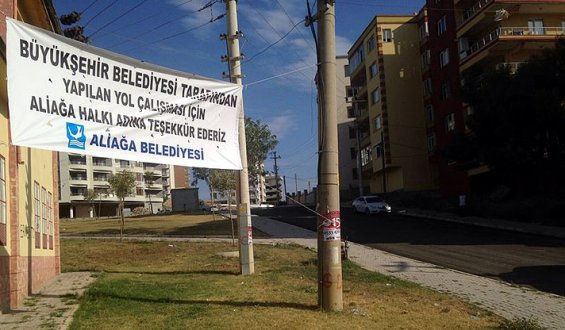 BÜYÜKŞEHİR BELEDİYESİ TARAFINDAN
YAPILAN YOL ÇALIŞMASI İÇİN
ALİAĞA HALKI ADINA TEŞEKKÜR EDERİZ
ALİAĞA BELEDİYESİ